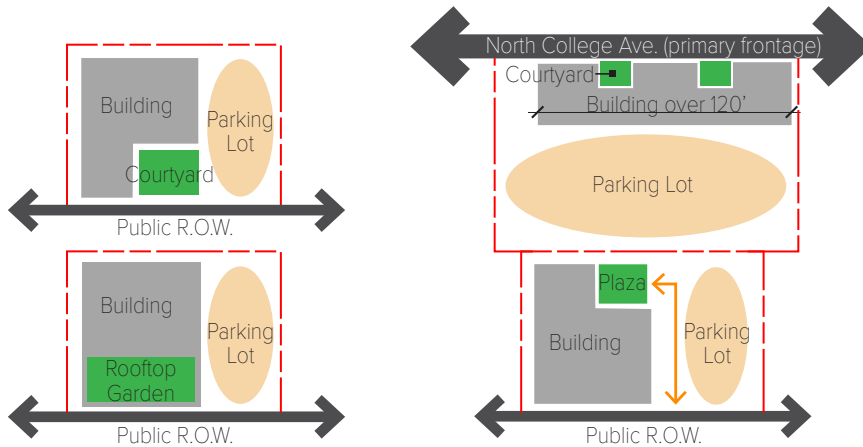 Building
Parking
Lot
Courtyard
Public R.O.W.
North College Ave. (primary frontage)
Courtyard
Building over 120’
Parking Lot
Building
Parking
Lot
Rooftop
Garden
Public R.O.W.
Plaza
Building
Parking
Lot
Public R.O.W.